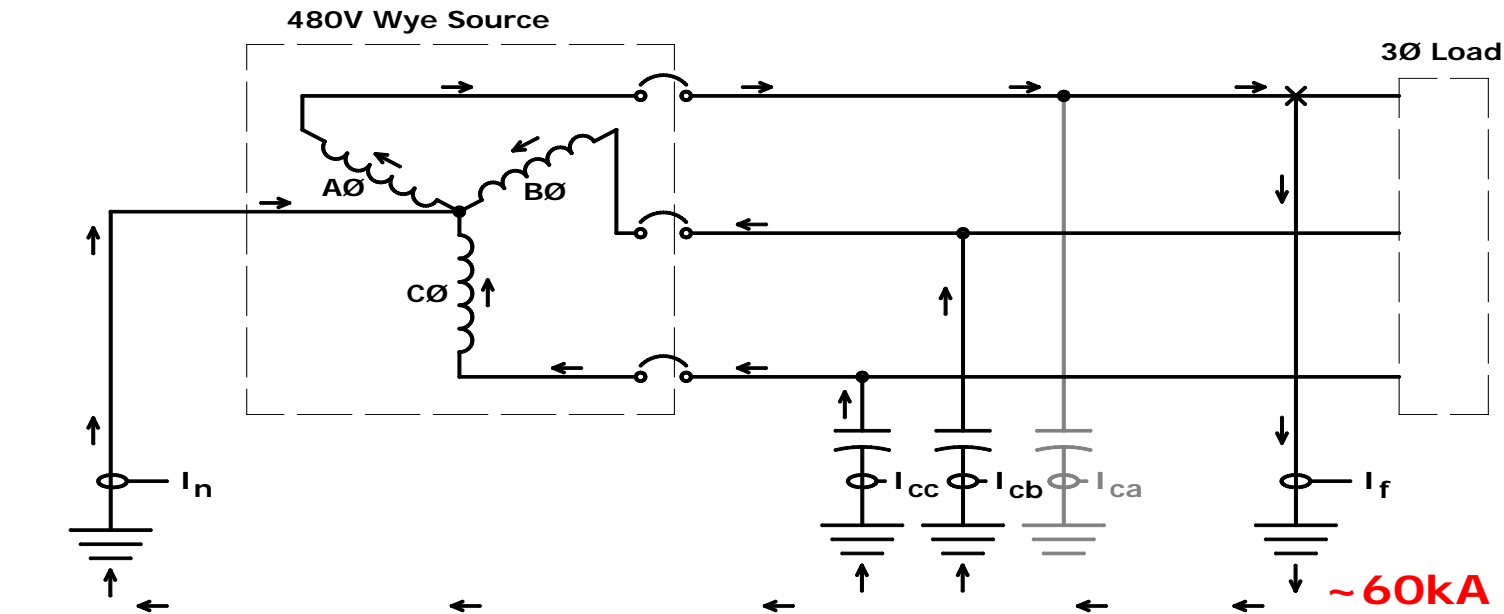 480V Wye Source
3Ø Load
AØ
BØ
CØ
In
Icc
Icb
Ica
If
~60kA